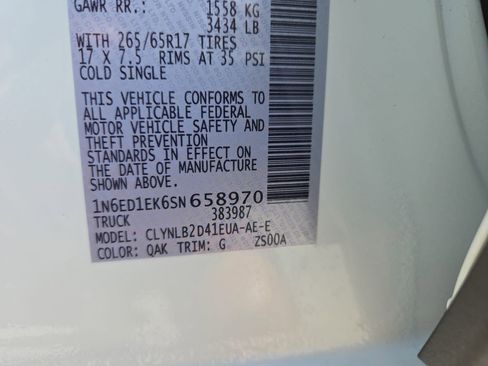 GAWR RR.: 1558 KG
3434 LB
WITH 265/65R17 TIRES
17 X 7.5 RIMS AT 35 PSI
COLD SINGLE
THIS VEHICLE CONFORMS TO
ALL APPLICABLE FEDERAL
MOTOR VEHICLE SAFETY AND
THEFT PREVENTION
STANDARDS IN EFFECT ON
THE DATE OF MANUFACTURE
SHOWN ABOVE.
1N6ED1EK6SN658970
TRUCK 383987
MODEL: CLYNLB2D41EUA-AE-E
COLOR: QAK TRIM: G ZS00A